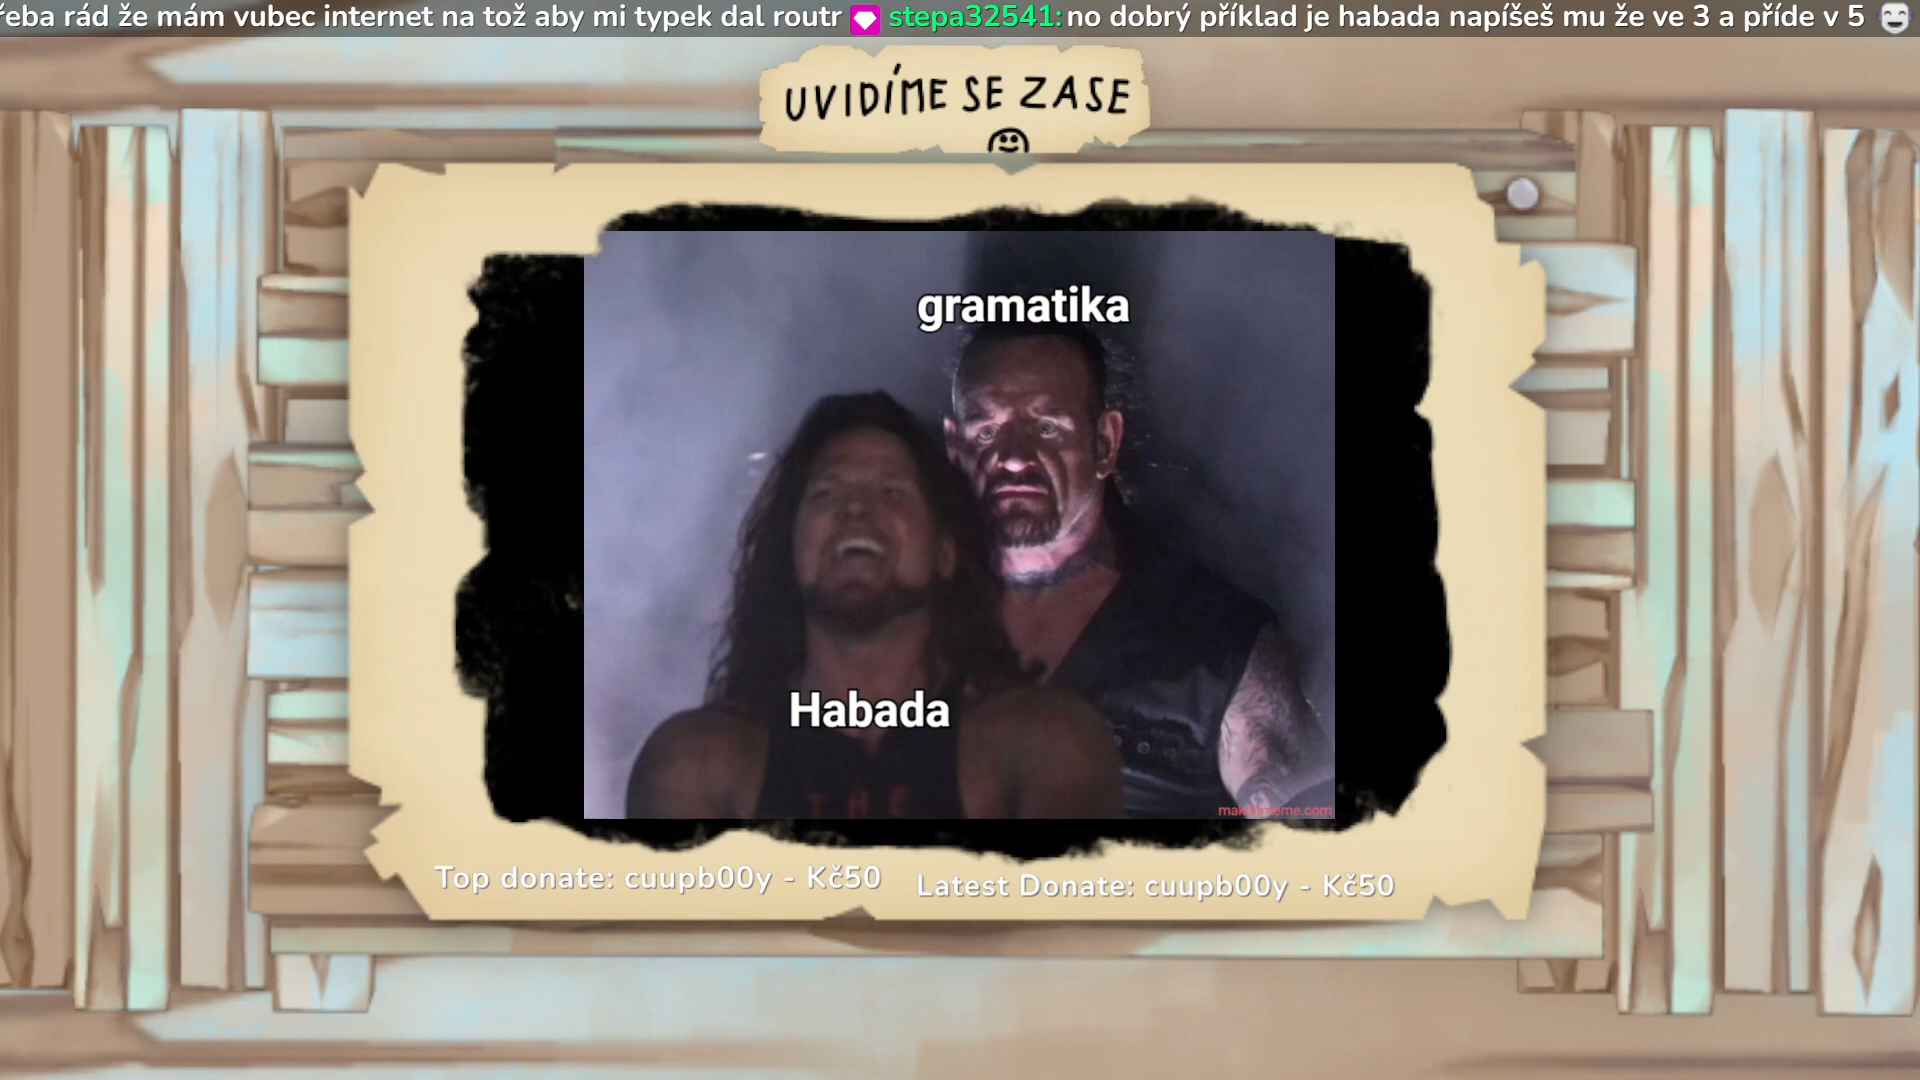 řeba rád že mám vubec internet na tož aby mi typek dal routr stepa32541: no dobrý příklad je habada napíšeš mu že ve 3 a příde v 5
UVIDÍME SE ZASE
gramatika
Habada
THE
Top donate: cuupb00y - Kč50
Latest Donate: cuupb00y - Kč50